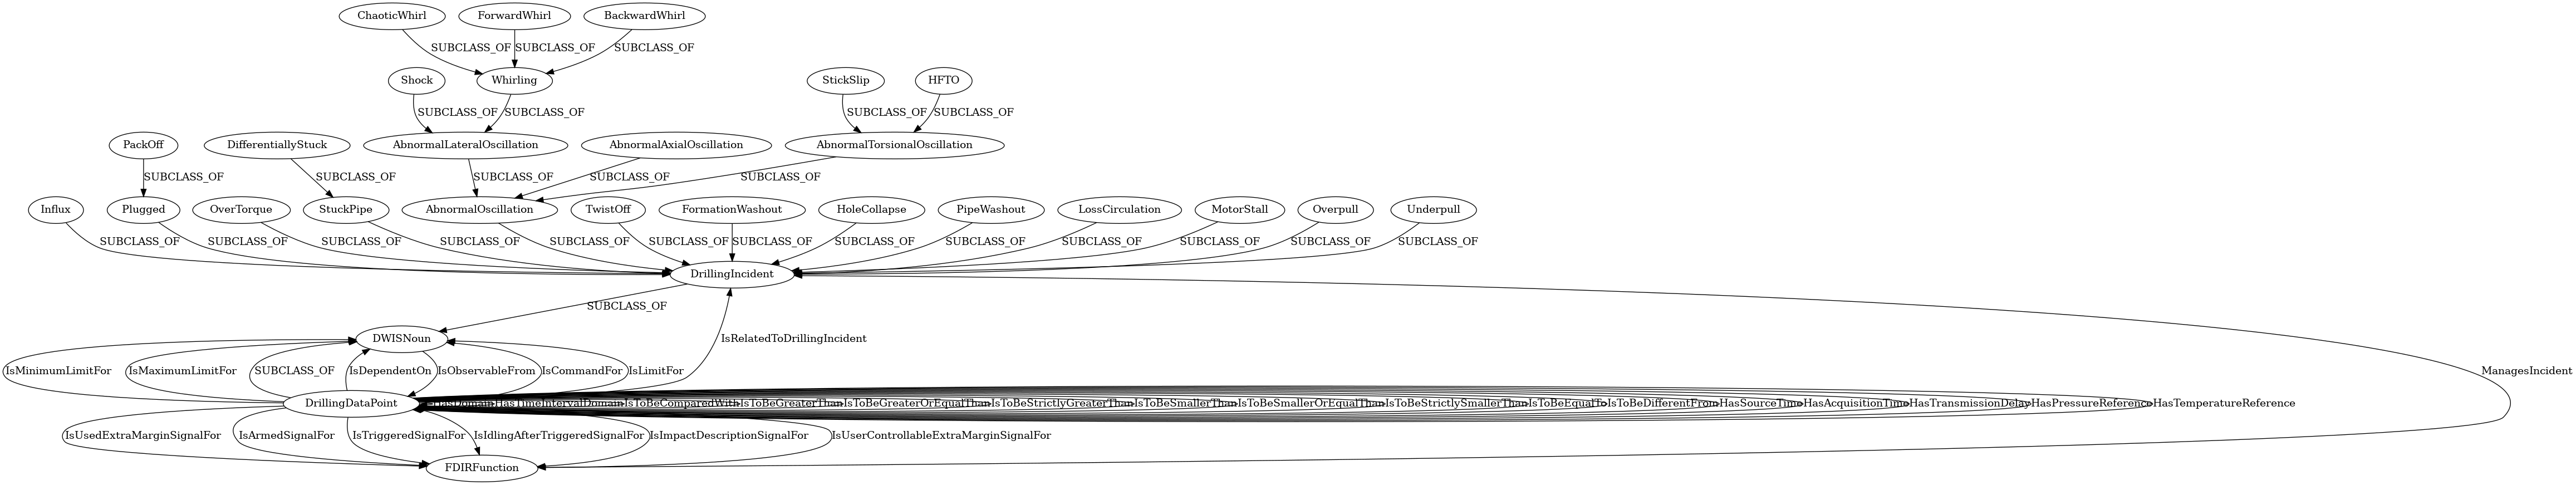 ChaoticWhirl ForwardWhirl BackwardWhirl
SUBCLASS_OF SUBCLASS_OF SUBCLASS_OF
Shock Whirling StickSlip HFTO
SUBCLASS_OF SUBCLASS_OF SUBCLASS_OF SUBCLASS_OF
PackOff DifferentiallyStuck AbnormalLateralOscillation AbnormalAxialOscillation AbnormalTorsionalOscillation
SUBCLASS_OF SUBCLASS_OF SUBCLASS_OF SUBCLASS_OF SUBCLASS_OF
Influx Plugged OverTorque StuckPipe AbnormalOscillation TwistOff FormationWashout HoleCollapse PipeWashout LossCirculation MotorStall Overpull Underpull
SUBCLASS_OF SUBCLASS_OF SUBCLASS_OF SUBCLASS_OF SUBCLASS_OF SUBCLASS_OF SUBCLASS_OF SUBCLASS_OF SUBCLASS_OF SUBCLASS_OF SUBCLASS_OF SUBCLASS_OF SUBCLASS_OF
DrillingIncident
SUBCLASS_OF
DWISNoun IsRelatedToDrillingIncident
IsMinimumLimitFor IsMaximumLimitFor SUBCLASS_OF IsDependentOn IsObservableFrom IsCommandFor IsLimitFor ManagesIncident
DrillingDataPoint HasDomain HasTimeIntervalDomain IsToBeComparedWith IsToBeGreaterThan IsToBeGreaterOrEqualThan IsToBeStrictlyGreaterThan IsToBeSmallerThan IsToBeSmallerOrEqualThan IsToBeStrictlySmallerThan IsToBeEqualTo IsToBeDifferentFrom HasSourceTime HasAcquisitionTime HasTransmissionDelay HasPressureReference HasTemperatureReference
IsUsedExtraMarginSignalFor IsArmedSignalFor IsTriggeredSignalFor IsIdlingAfterTriggeredSignalFor IsImpactDescriptionSignalFor IsUserControllableExtraMarginSignalFor
FDIRFunction